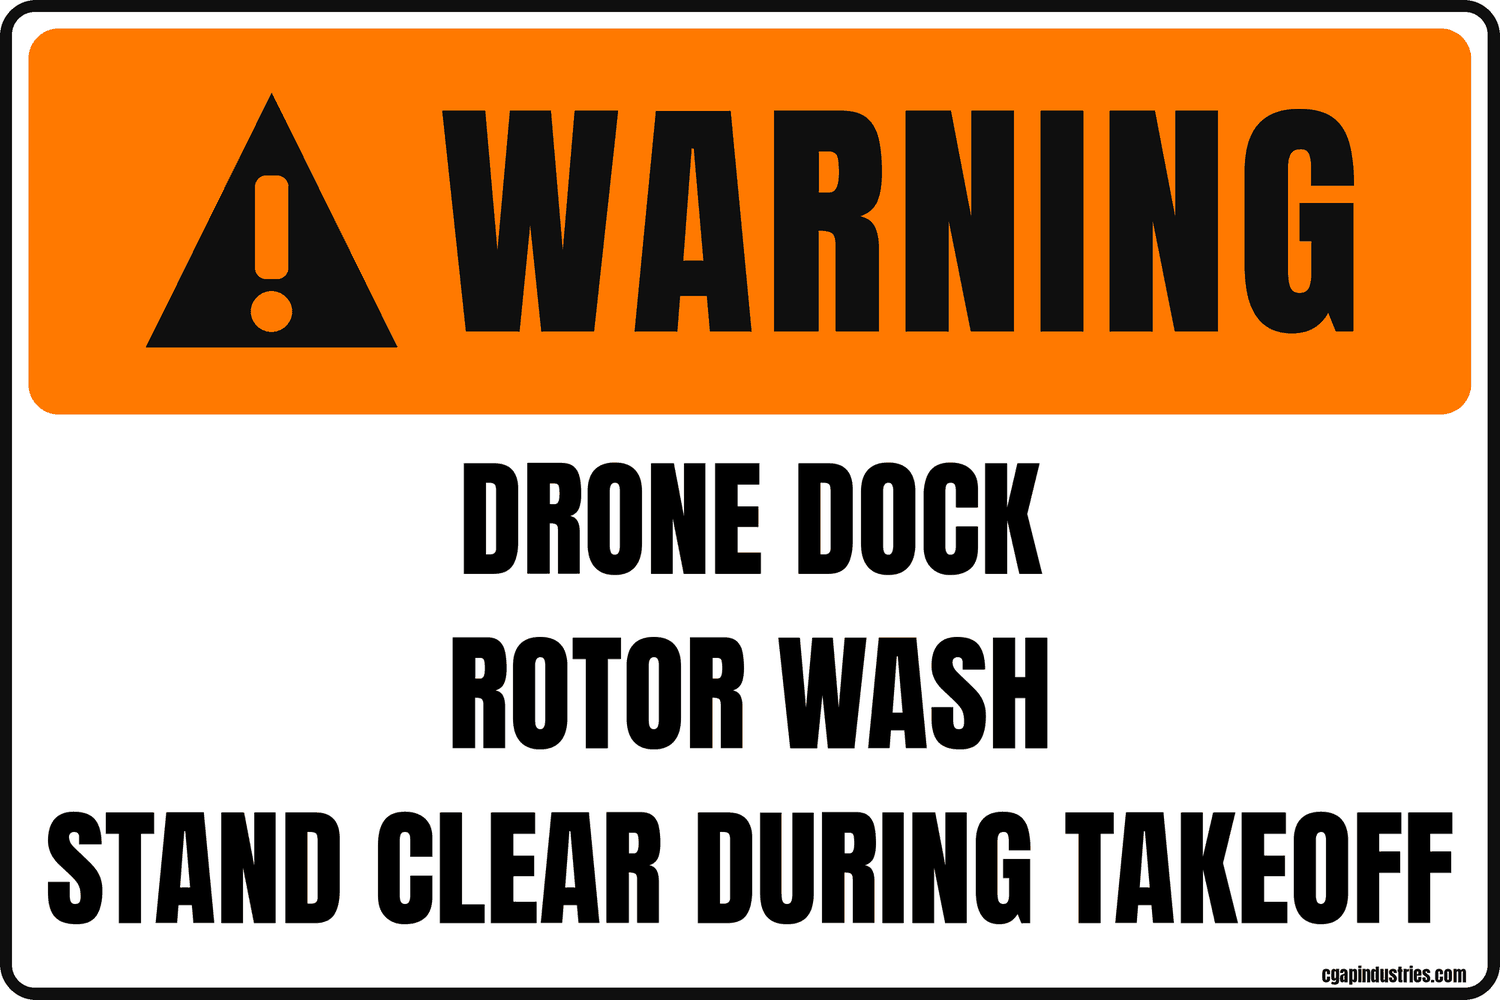 WARNING
DRONE DOCK
ROTOR WASH
STAND CLEAR DURING TAKEOFF
cgapindustries.com